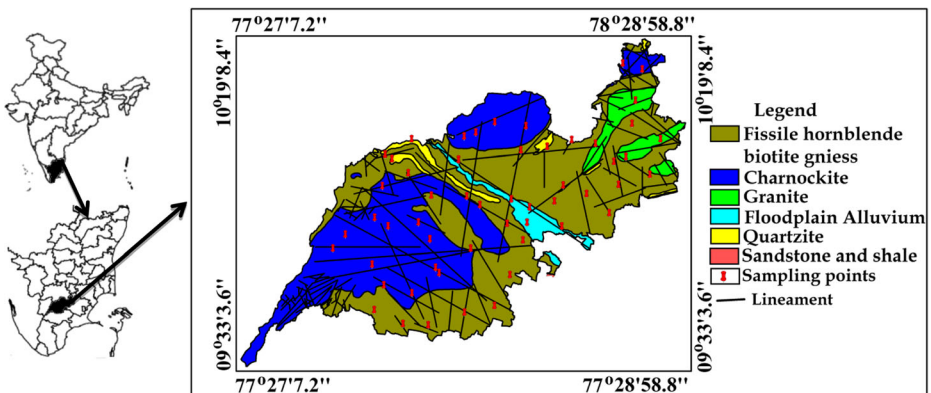 77°27'7.2''
78°28'58.8''
10°19'8.4''
10°19'8.4''
09°33'3.6''
09°33'3.6''
77°27'7.2''
77°28'58.8''
Legend
Fissile hornblende
biotite gniess
Charnockite
Granite
Floodplain Alluvium
Quartzite
Sandstone and shale
Sampling points
Lineament